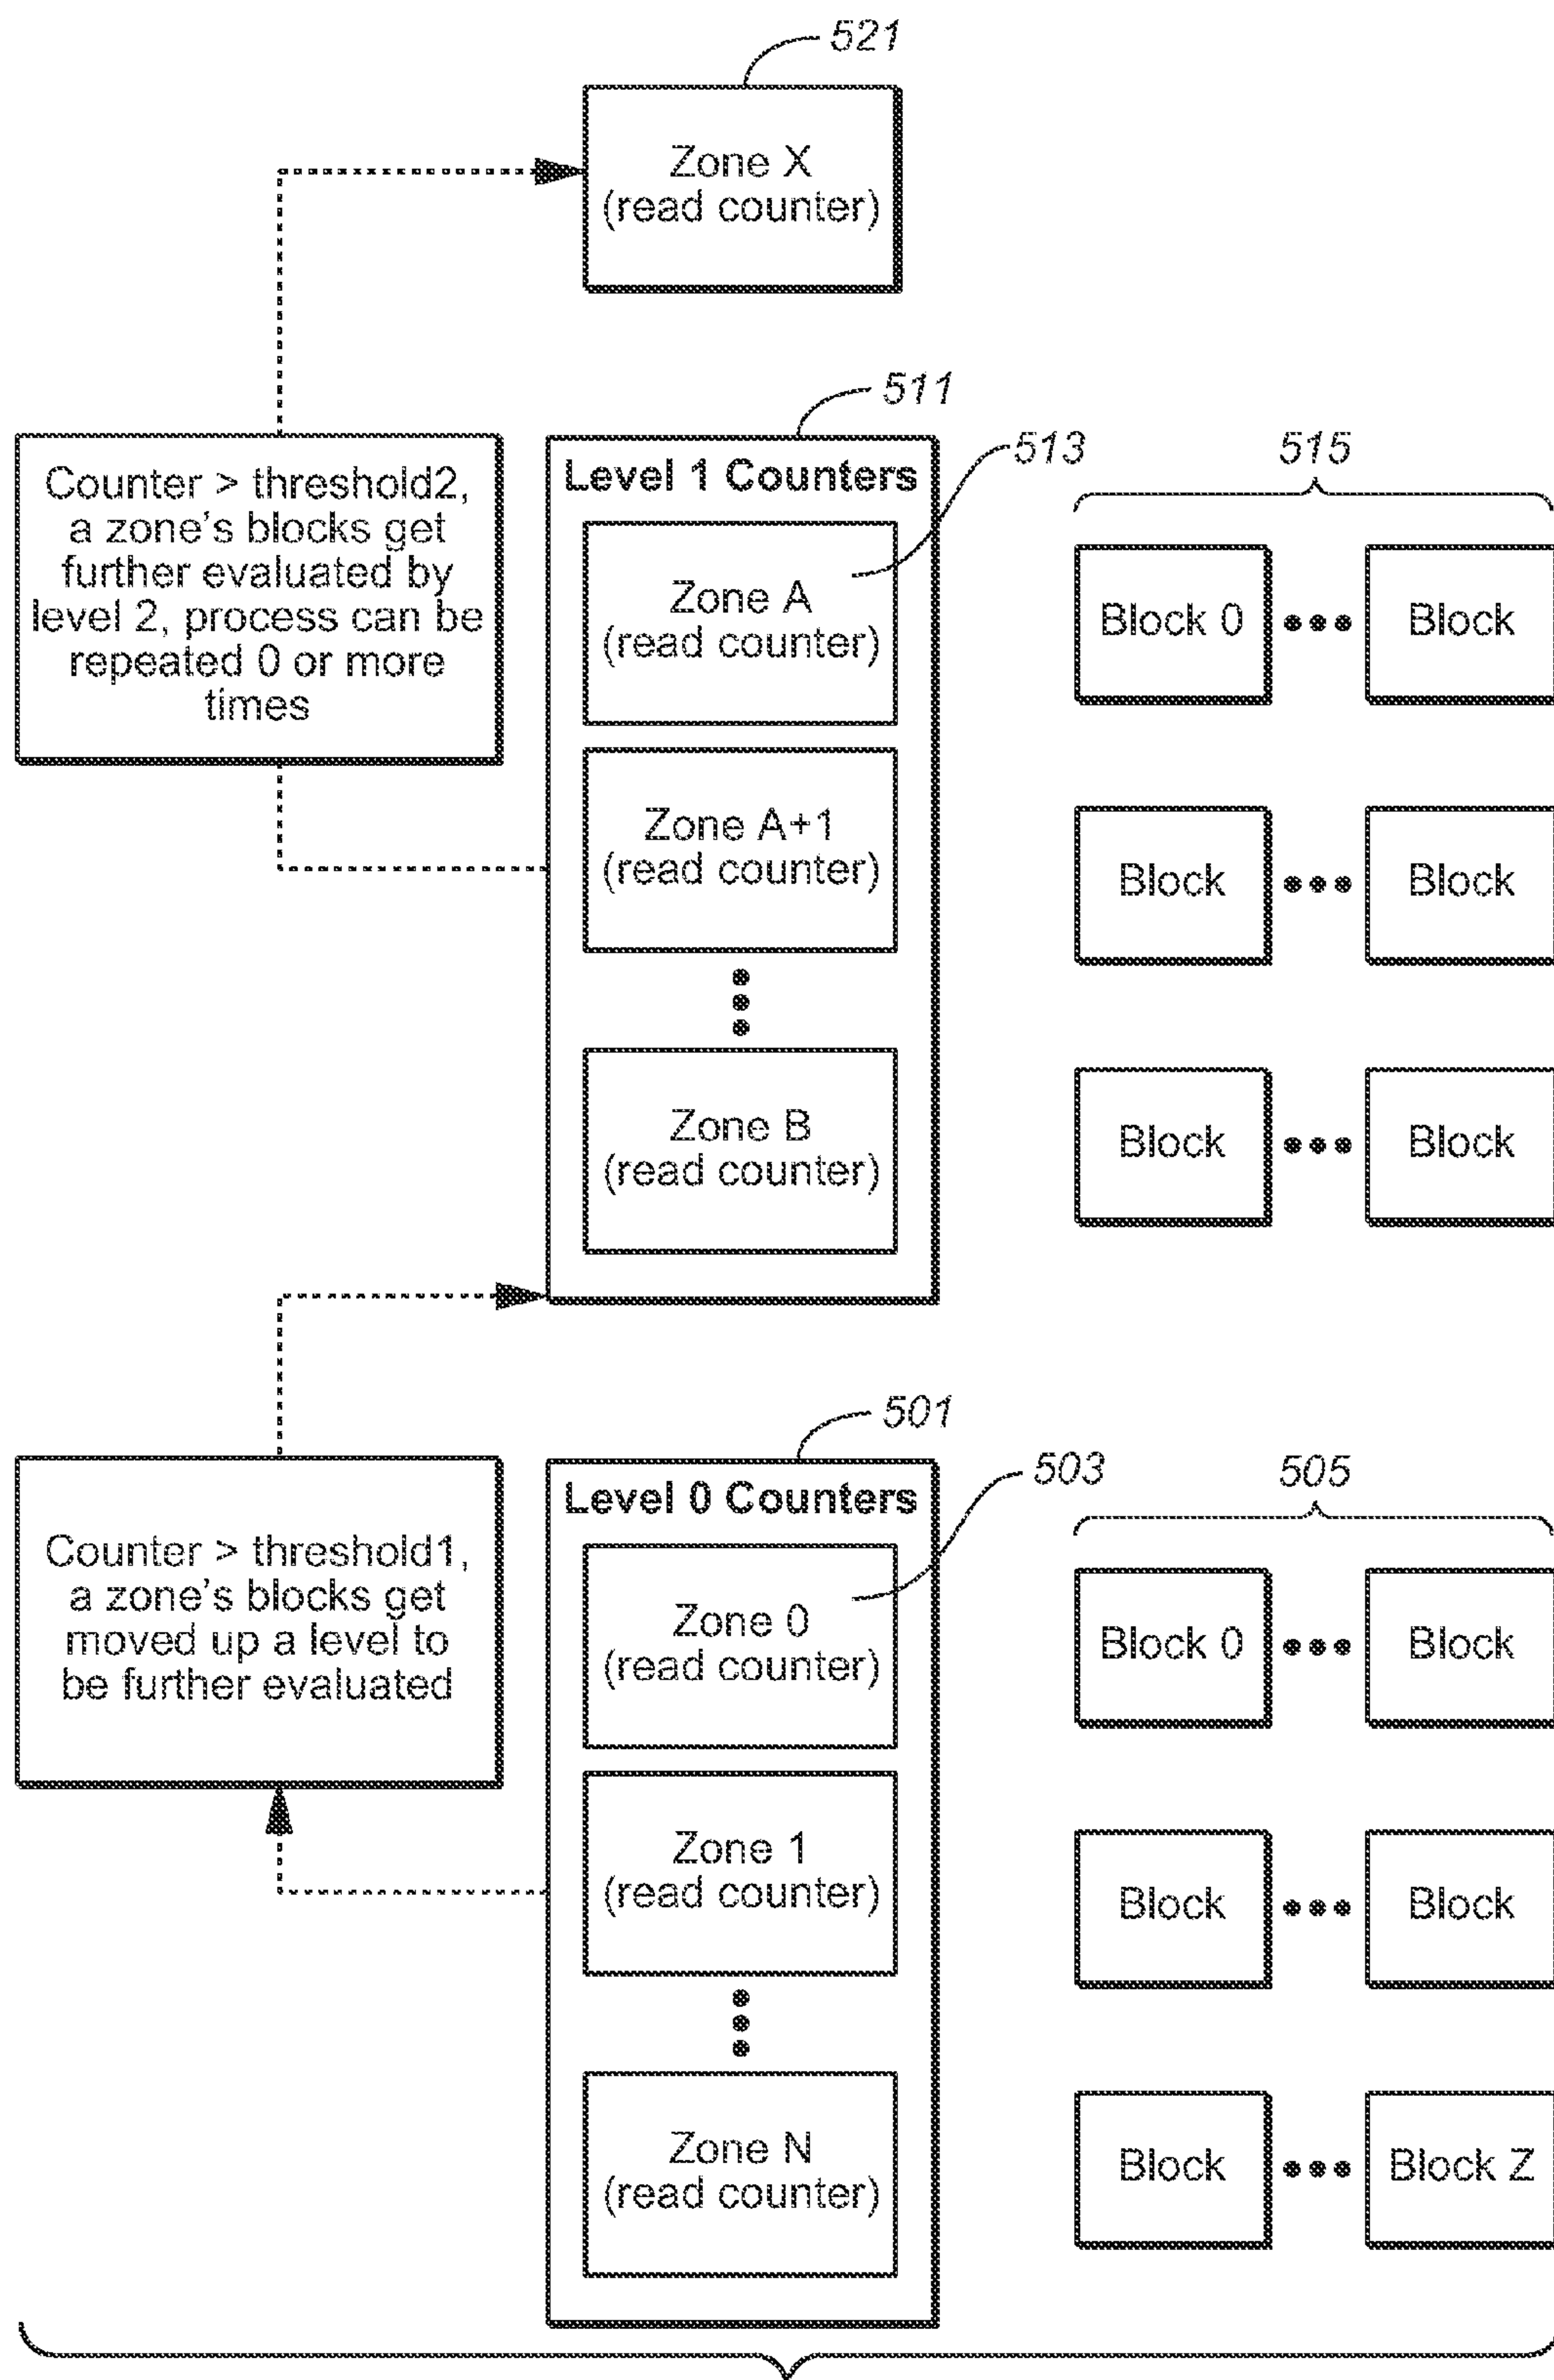 521
Zone X
(read counter)
511
513
515
Counter > threshold2,
a zone's blocks get
further evaluated by
level 2, process can be
repeated 0 or more
times
Level 1 Counters
Zone A
(read counter)
Block 0
Block
Zone A+1
(read counter)
Block
Block
Zone B
(read counter)
Block
Block
501
503
505
Counter > threshold1,
a zone's blocks get
moved up a level to
be further evaluated
Level 0 Counters
Zone 0
(read counter)
Block 0
Block
Zone 1
(read counter)
Block
Block
Zone N
(read counter)
Block
Block Z